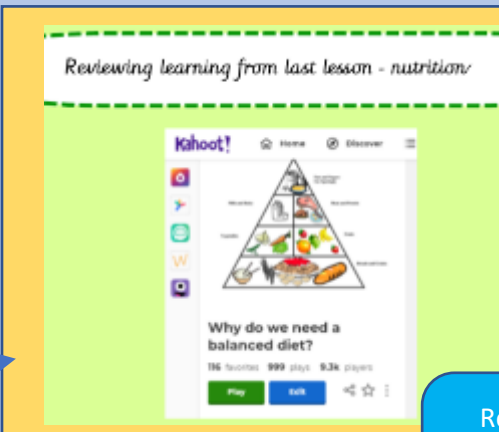 Reviewing learning from last lesson - nutrition
Kahoot!
Home
Discover
Why do we need a
balanced diet?
116 favorites 999 plays 9.3k players
Play
Edit
Re